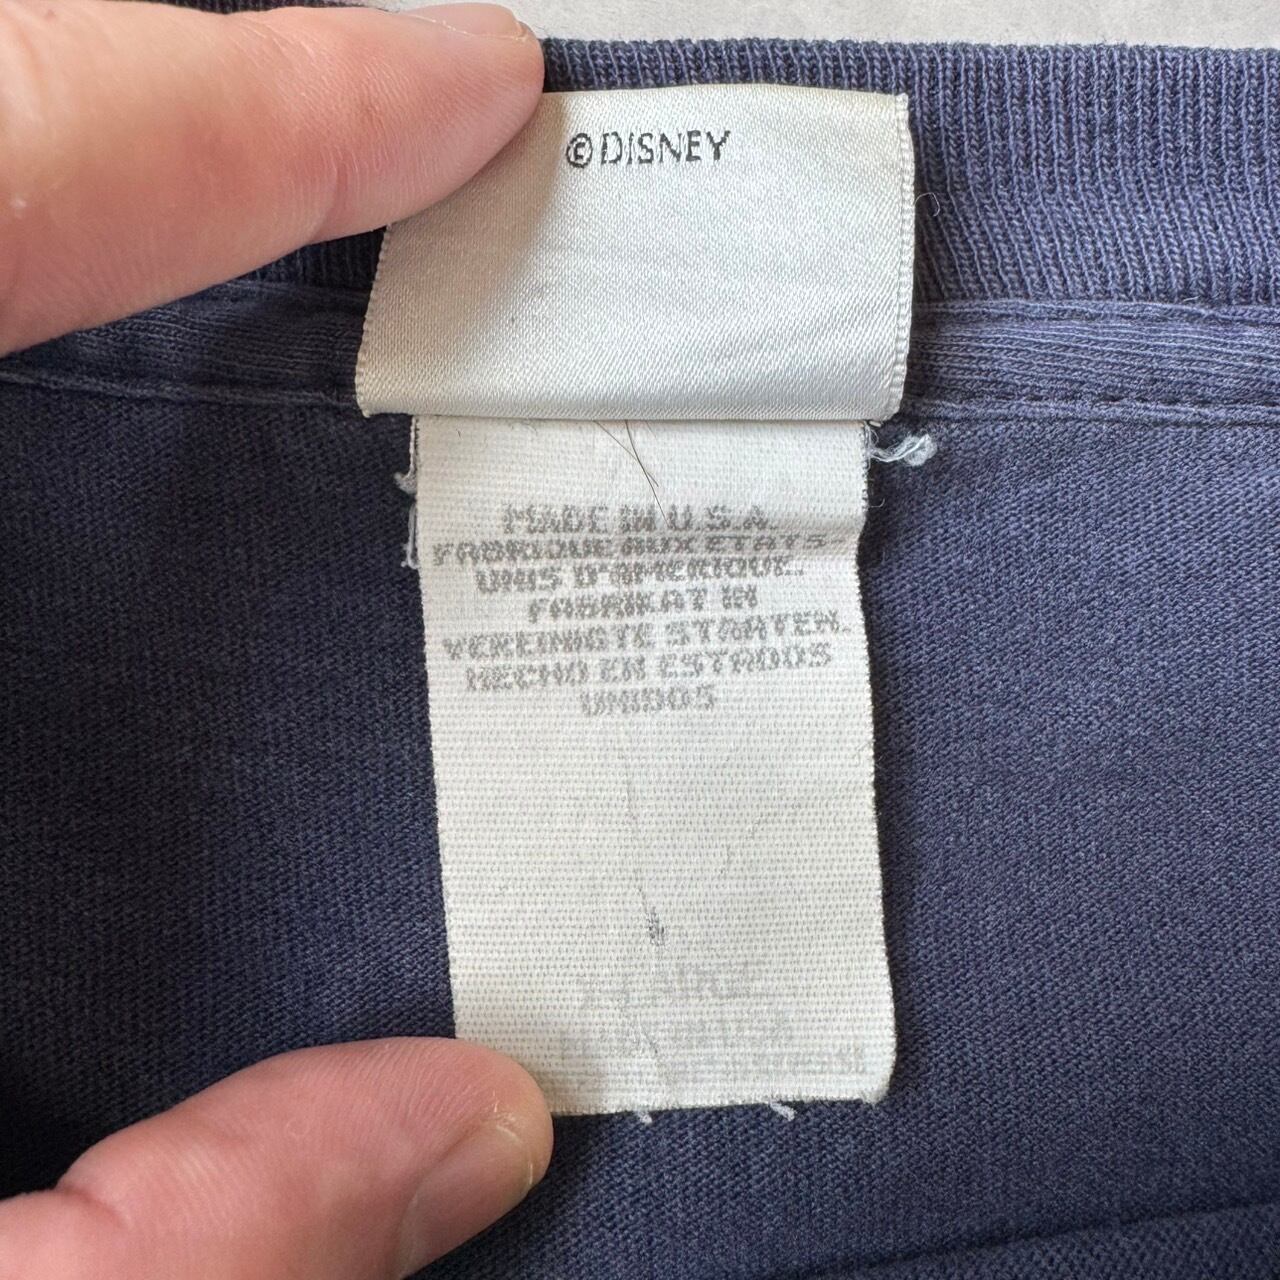 ©DISNEY
MADE IN U.S.A.
FABRIQUE AUX ETATS-
UNIS D'AMERIQUE.
FABRIKAT IN
VEREINIGTE STAATEN.
HECHO EN ESTADOS
UNIDOS